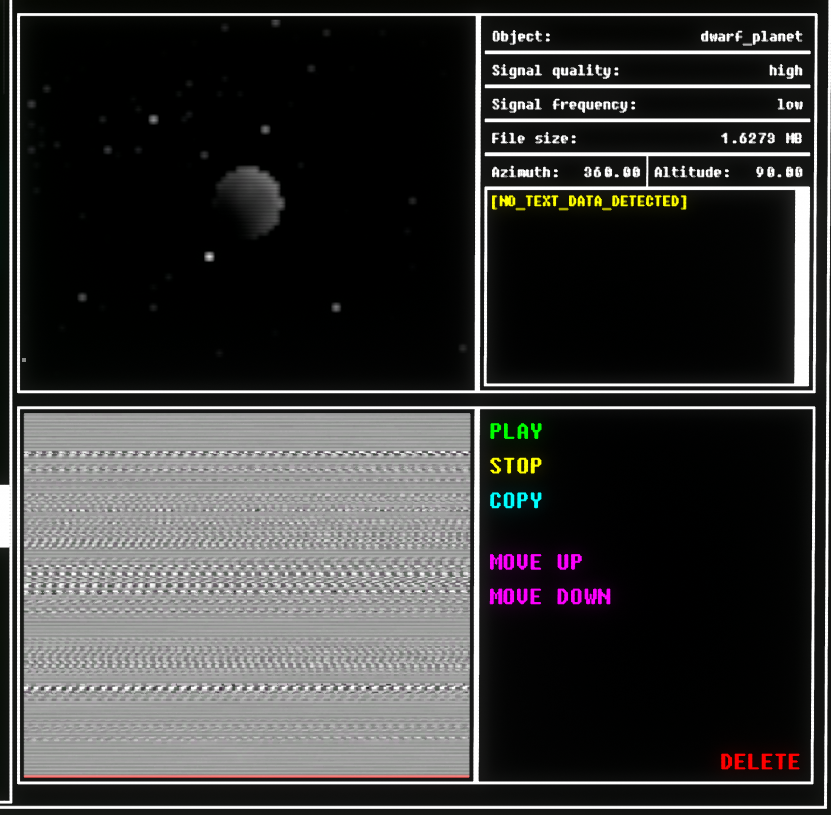 Object: dwarf_planet
Signal quality: high
Signal frequency: low
File size: 1.6273 MB
Azimuth: 360.00 Altitude: 90.00
[NO_TEXT_DATA_DETECTED]
PLAY
STOP
COPY
MOVE UP
MOVE DOWN
DELETE